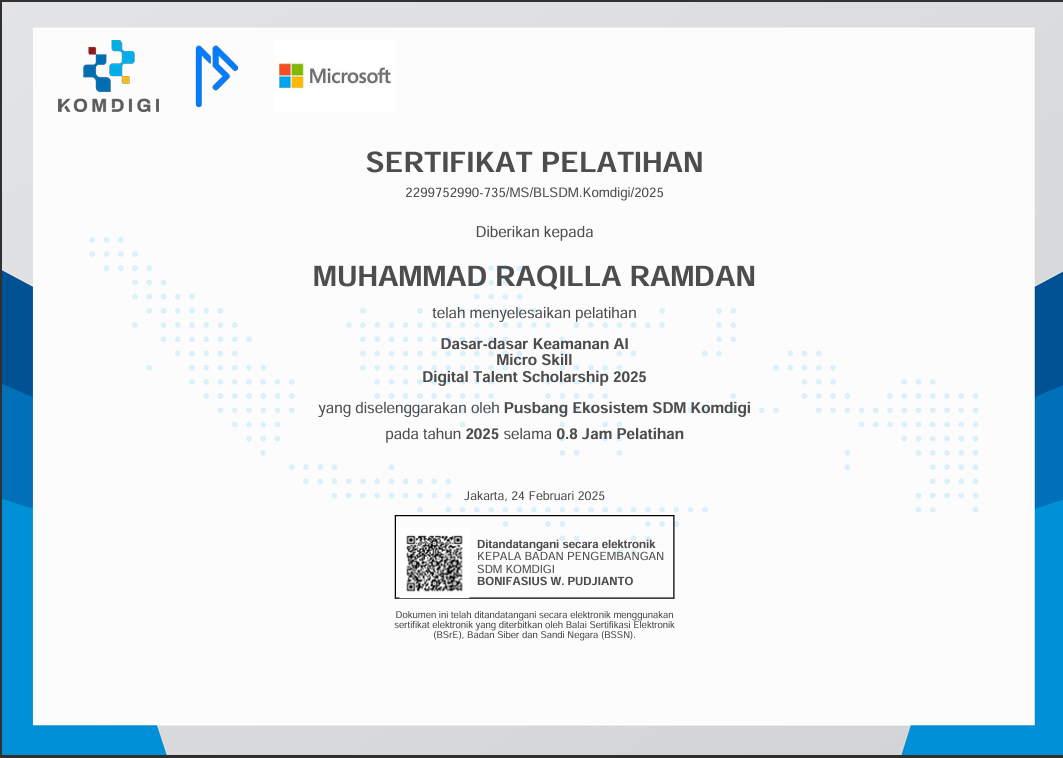 KOMDIGI
Microsoft
SERTIFIKAT PELATIHAN
2299752990-735/MS/BLSDM.Komdigi/2025
Diberikan kepada
MUHAMMAD RAQILLA RAMDAN
telah menyelesaikan pelatihan
Dasar-dasar Keamanan AI
Micro Skill
Digital Talent Scholarship 2025
yang diselenggarakan oleh Pusbang Ekosistem SDM Komdigi
pada tahun 2025 selama 0.8 Jam Pelatihan
Jakarta, 24 Februari 2025
Ditandatangani secara elektronik
KEPALA BADAN PENGEMBANGAN
SDM KOMDIGI
BONIFASIUS W. PUDJIANTO
Dokumen ini telah ditandatangani secara elektronik menggunakan
sertifikat elektronik yang diterbitkan oleh Balai Sertifikasi Elektronik
(BSrE), Badan Siber dan Sandi Negara (BSSN).